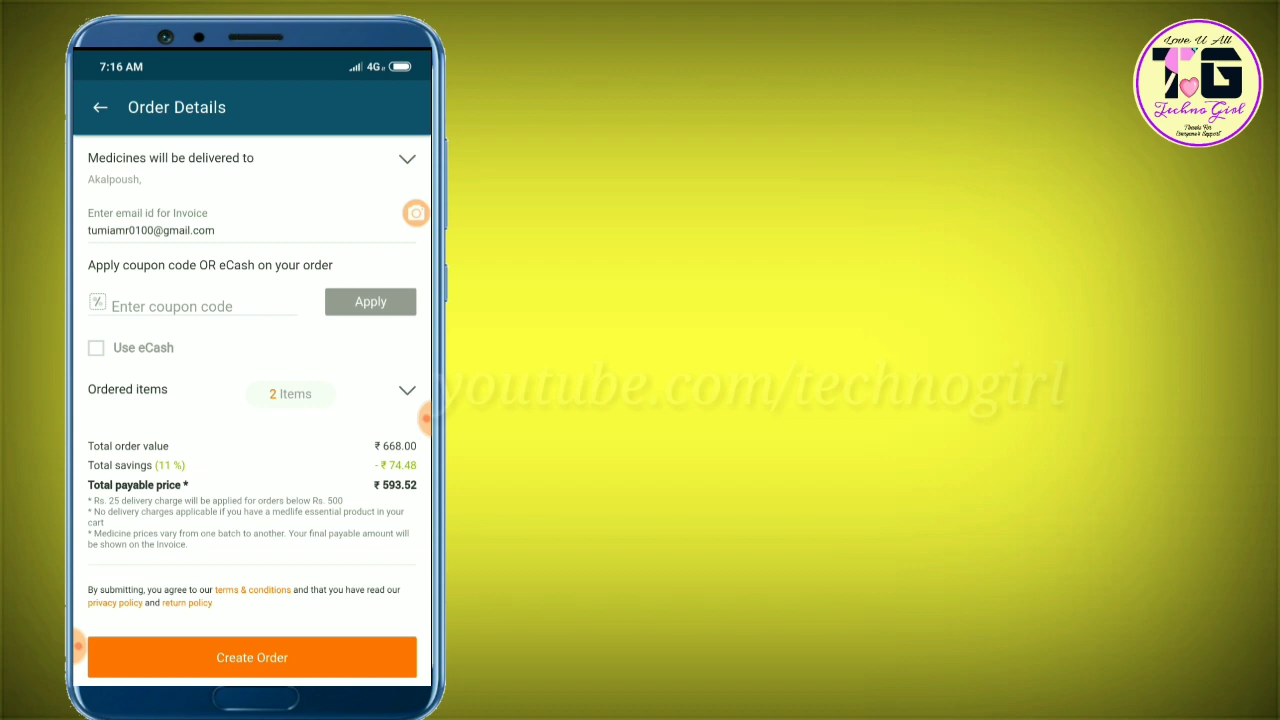 7:16 AM
4G
Order Details
Medicines will be delivered to
Akalpoush,
Enter email id for Invoice
tumiamr0100@gmail.com
Apply coupon code OR eCash on your order
% Enter coupon code
Apply
Use eCash
Ordered items
2 Items
Total order value ₹ 668.00
Total savings (11 %) - ₹ 74.48
Total payable price * ₹ 593.52
* Rs. 25 delivery charge will be applied for orders below Rs. 500
* No delivery charges applicable if you have a medlife essential product in your
cart
* Medicine prices vary from one batch to another. Your final payable amount will
be shown on the Invoice.
By submitting, you agree to our terms & conditions and that you have read our
privacy policy and return policy
Create Order
youtube.com/technogirl
Love U All
TG
Techno Girl
Thanks For
Everyone's Support